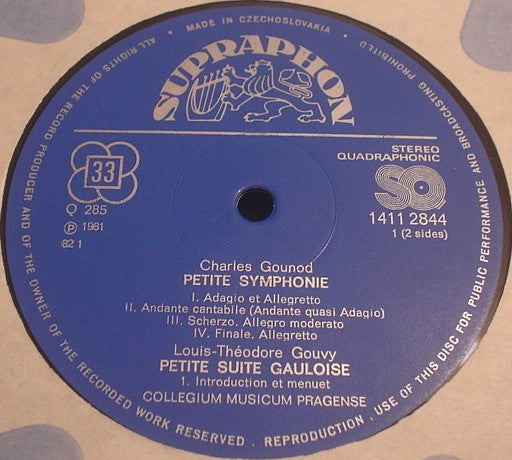 ALL RIGHTS OF THE RECORD PRODUCER AND OF THE OWNER OF THE RECORDED WORK RESERVED . REPRODUCTION , USE OF THIS DISC FOR PUBLIC PERFORMANCE AND BROADCASTING PROHIBITED
• MADE IN CZECHOSLOVAKIA •
SUPRAPHON
33
Q 285
℗ 1981
82 1
STEREO
QUADRAPHONIC
SQ
1411 2844
1 (2 sides)
Charles Gounod
PETITE SYMPHONIE
I. Adagio et Allegretto
II. Andante cantabile (Andante quasi Adagio)
III. Scherzo. Allegro moderato
IV. Finale. Allegretto
Louis-Théodore Gouvy
PETITE SUITE GAULOISE
1. Introduction et menuet
COLLEGIUM MUSICUM PRAGENSE